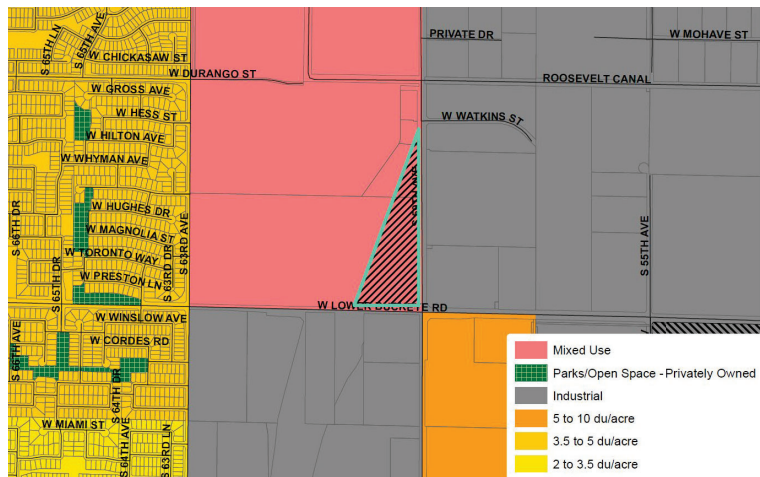 S 65TH LN
S 65TH AVE
W CHICKASAW ST
W DURANGO ST
PRIVATE DR
W MOHAVE ST
ROOSEVELT CANAL
W GROSS AVE
W HESS ST
W HILTON AVE
W WHYMAN AVE
W WATKINS ST
S 66TH DR
S 65TH DR
W HUGHES DR
W MAGNOLIA ST
W TORONTO WAY
W PRESTON LN
S 63RD DR
S 63RD AVE
S 59TH AVE
S 55TH AVE
W LOWER BUCKEYE RD
W WINSLOW AVE
W CORDES RD
S 66TH AVE
S 64TH DR
W MIAMI ST
S 64TH AVE
S 63RD LN
Mixed Use
Parks/Open Space - Privately Owned
Industrial
5 to 10 du/acre
3.5 to 5 du/acre
2 to 3.5 du/acre